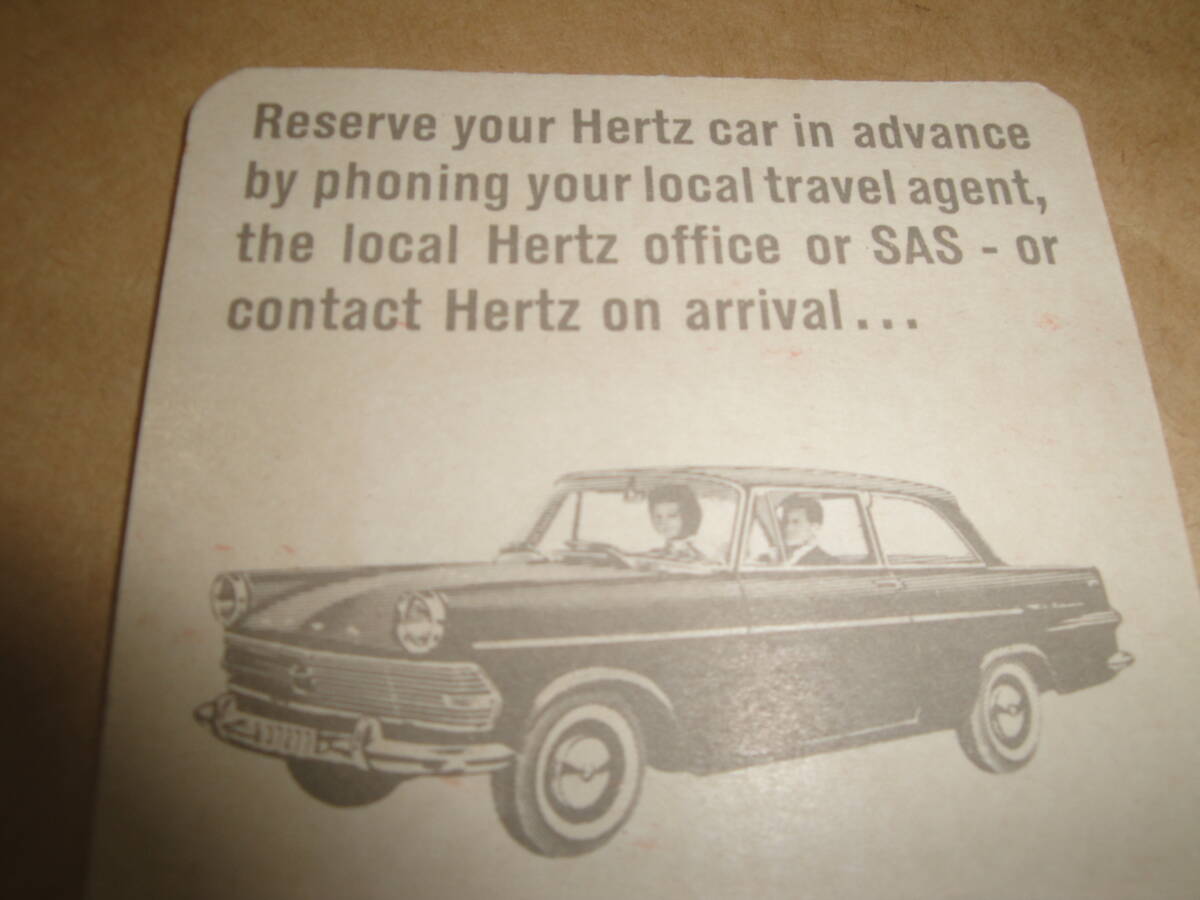 Reserve your Hertz car in advance
by phoning your local travel agent,
the local Hertz office or SAS - or
contact Hertz on arrival...